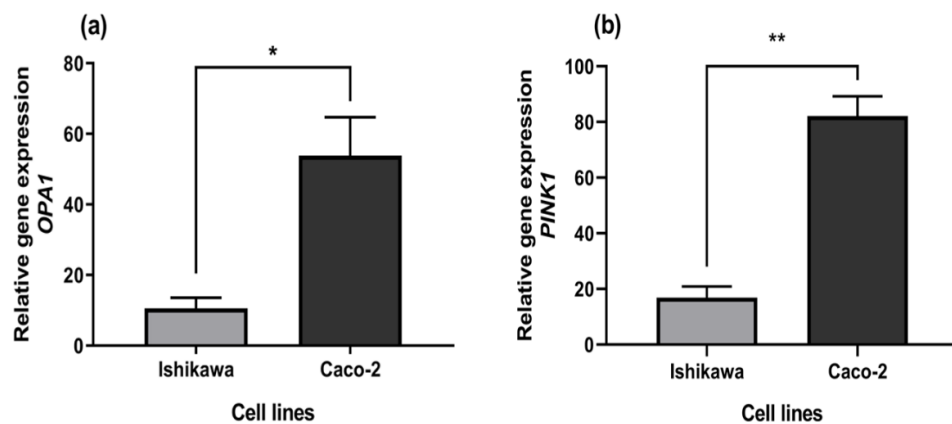 (a)
*
Relative gene expression
OPA1
80
60
40
20
0
Ishikawa
Caco-2
Cell lines
(b)
**
Relative gene expression
PINK1
100
80
60
40
20
0
Ishikawa
Caco-2
Cell lines